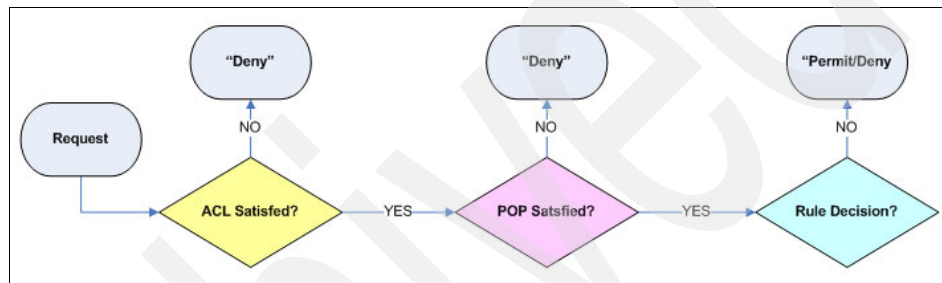 “Deny”
“Deny”
“Permit/Deny
NO
NO
NO
Request
ACL Satisfed?
YES
POP Satsfied?
YES
Rule Decision?